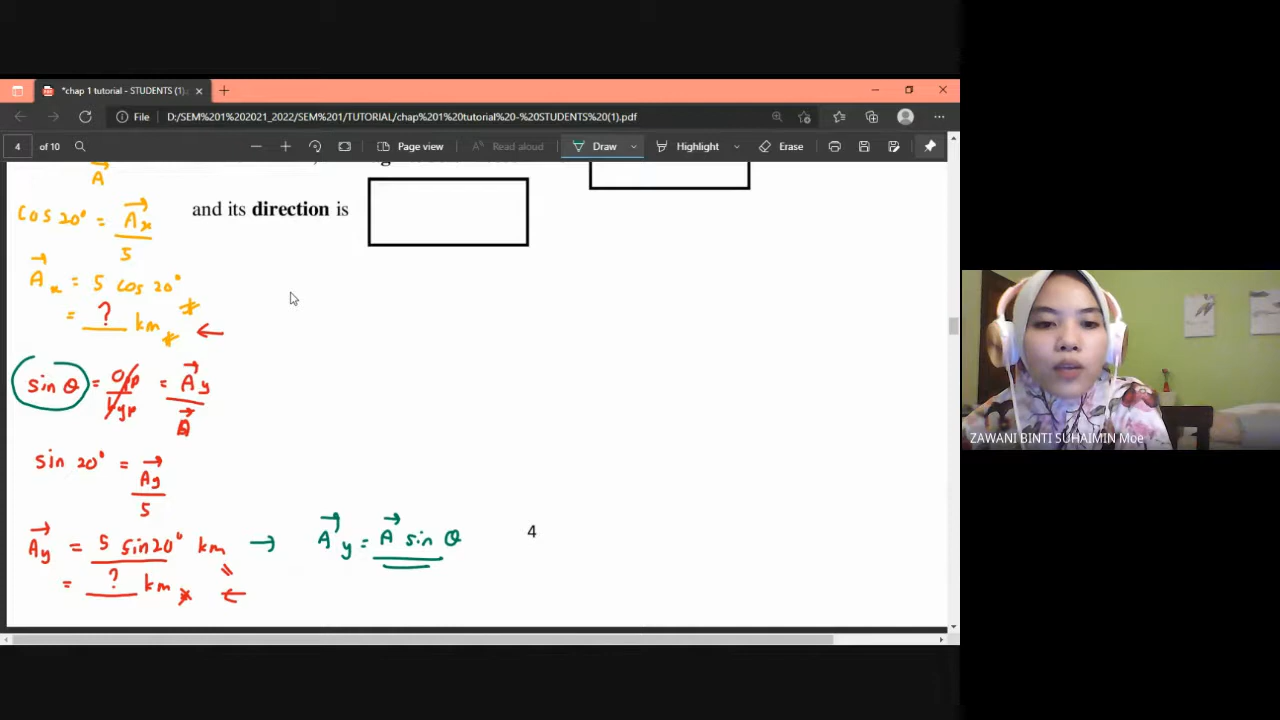 *chap 1 tutorial - STUDENTS (1).
File
D:/SEM%201%202021_2022/SEM%201/TUTORIAL/chap%201%20tutorial%20-%20STUDENTS%20(1).pdf
4 of 10
Page view
Read aloud
Draw
Highlight
Erase
A
and its direction is
cos 20° = Ax / 5
Ax = 5 cos 20°
= ? km
sin θ = Opp / hyp = Ay / A
sin 20° = Ay / 5
Ay = 5 sin 20° km → Ay = A sin θ
= ? km
4
ZAWANI BINTI SUHAIMIN Moe